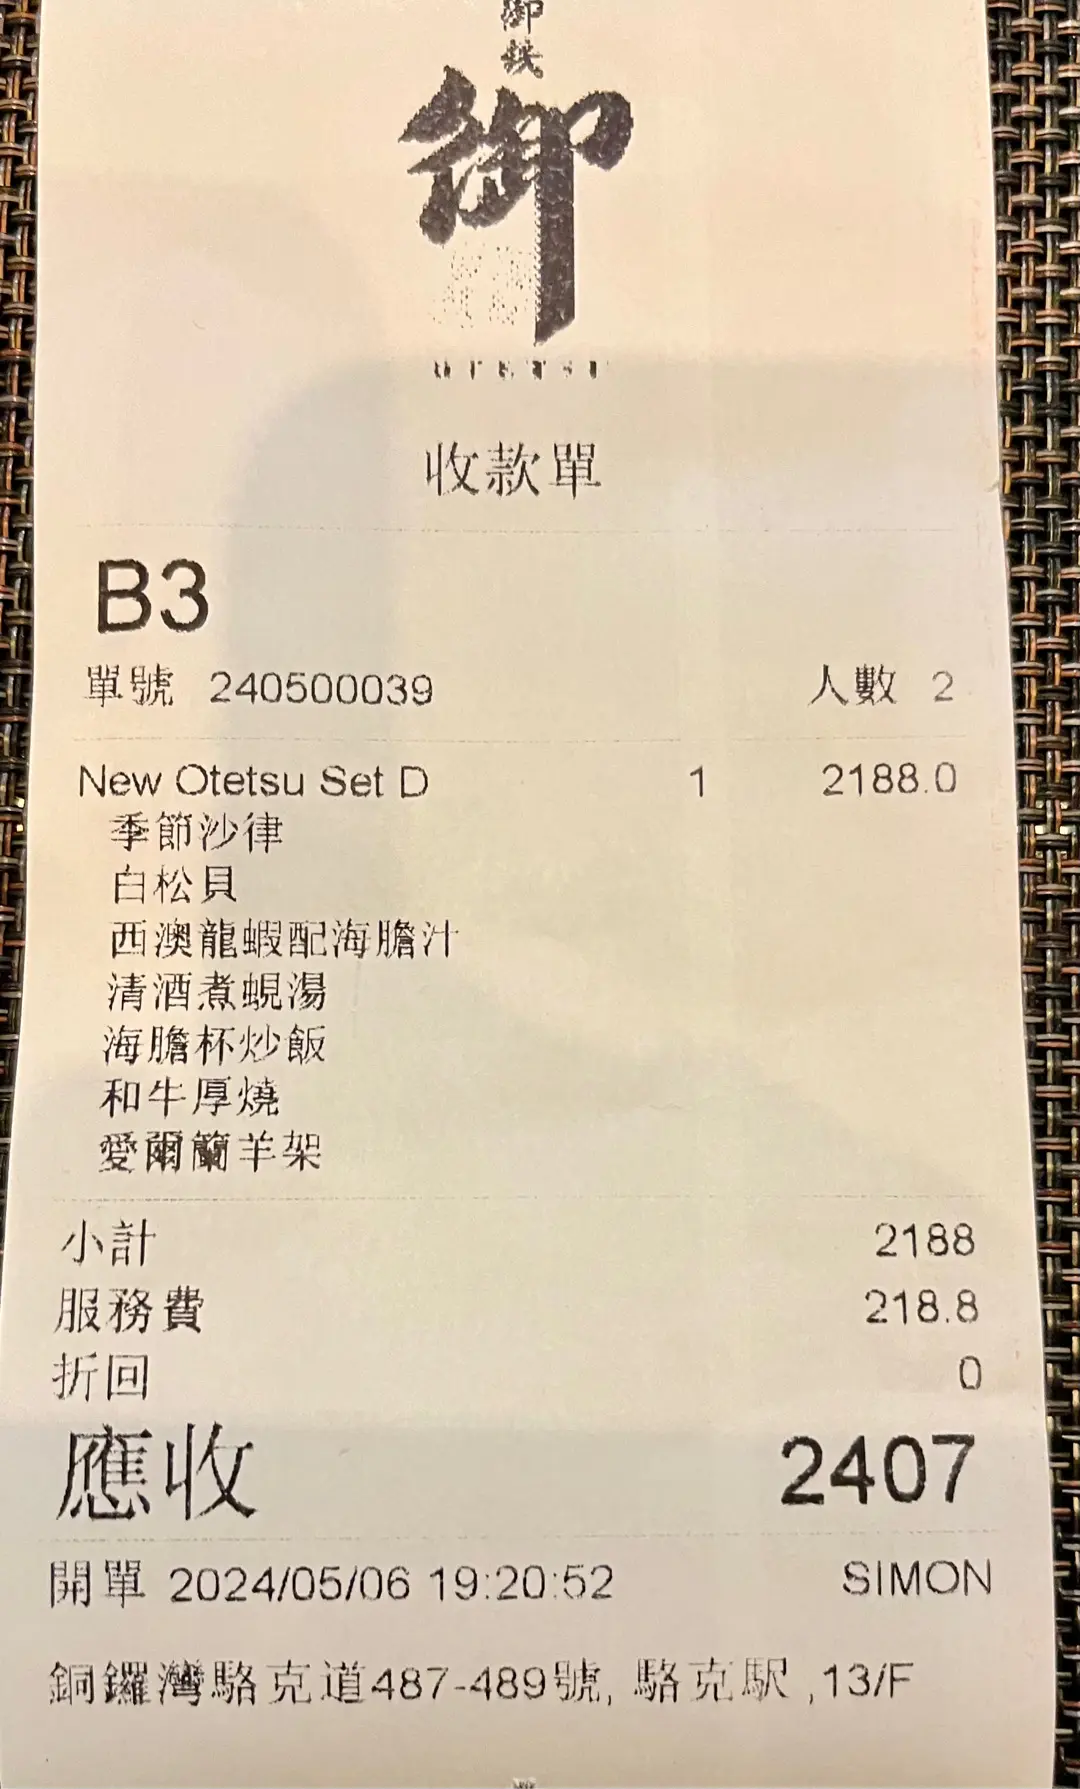 御鉄
御
OTETSU
收款單
B3
單號 240500039 人數 2
New Otetsu Set D 1 2188.0
季節沙律
白松貝
西澳龍蝦配海膽汁
清酒煮蜆湯
海膽杯炒飯
和牛厚燒
愛爾蘭羊架
小計 2188
服務費 218.8
折回 0
應收 2407
開單 2024/05/06 19:20:52 SIMON
銅鑼灣駱克道487-489號, 駱克駅 ,13/F